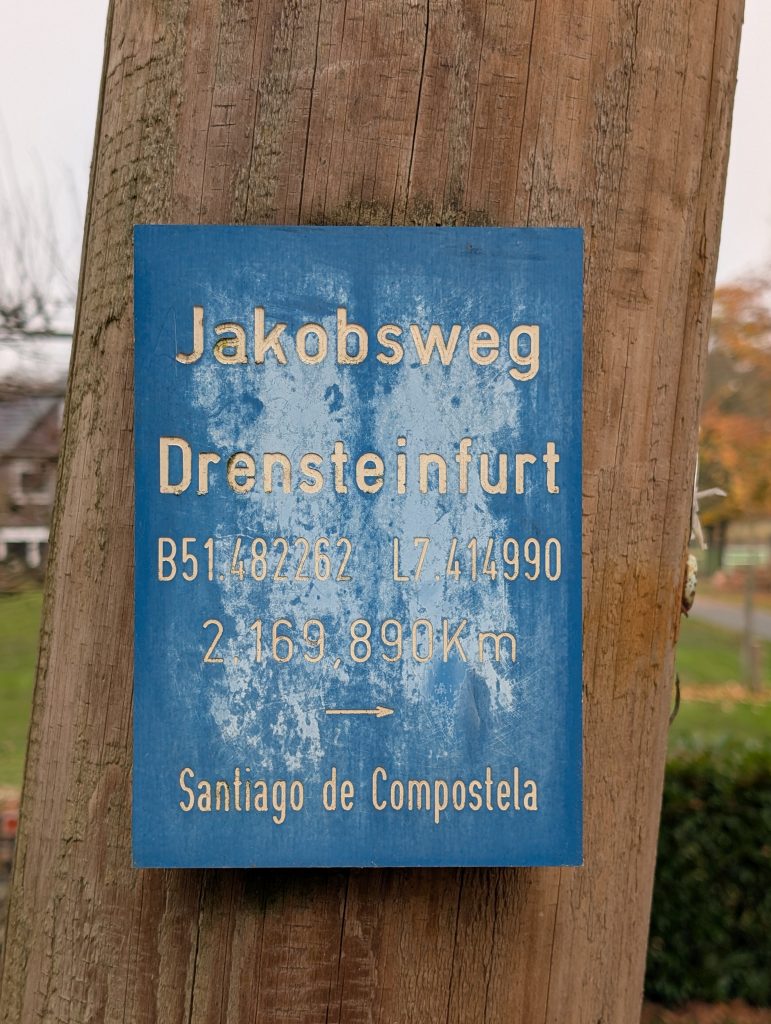 Jakobsweg
Drensteinfurt
B51.482262 L7.414990
2.169,890Km
→
Santiago de Compostela